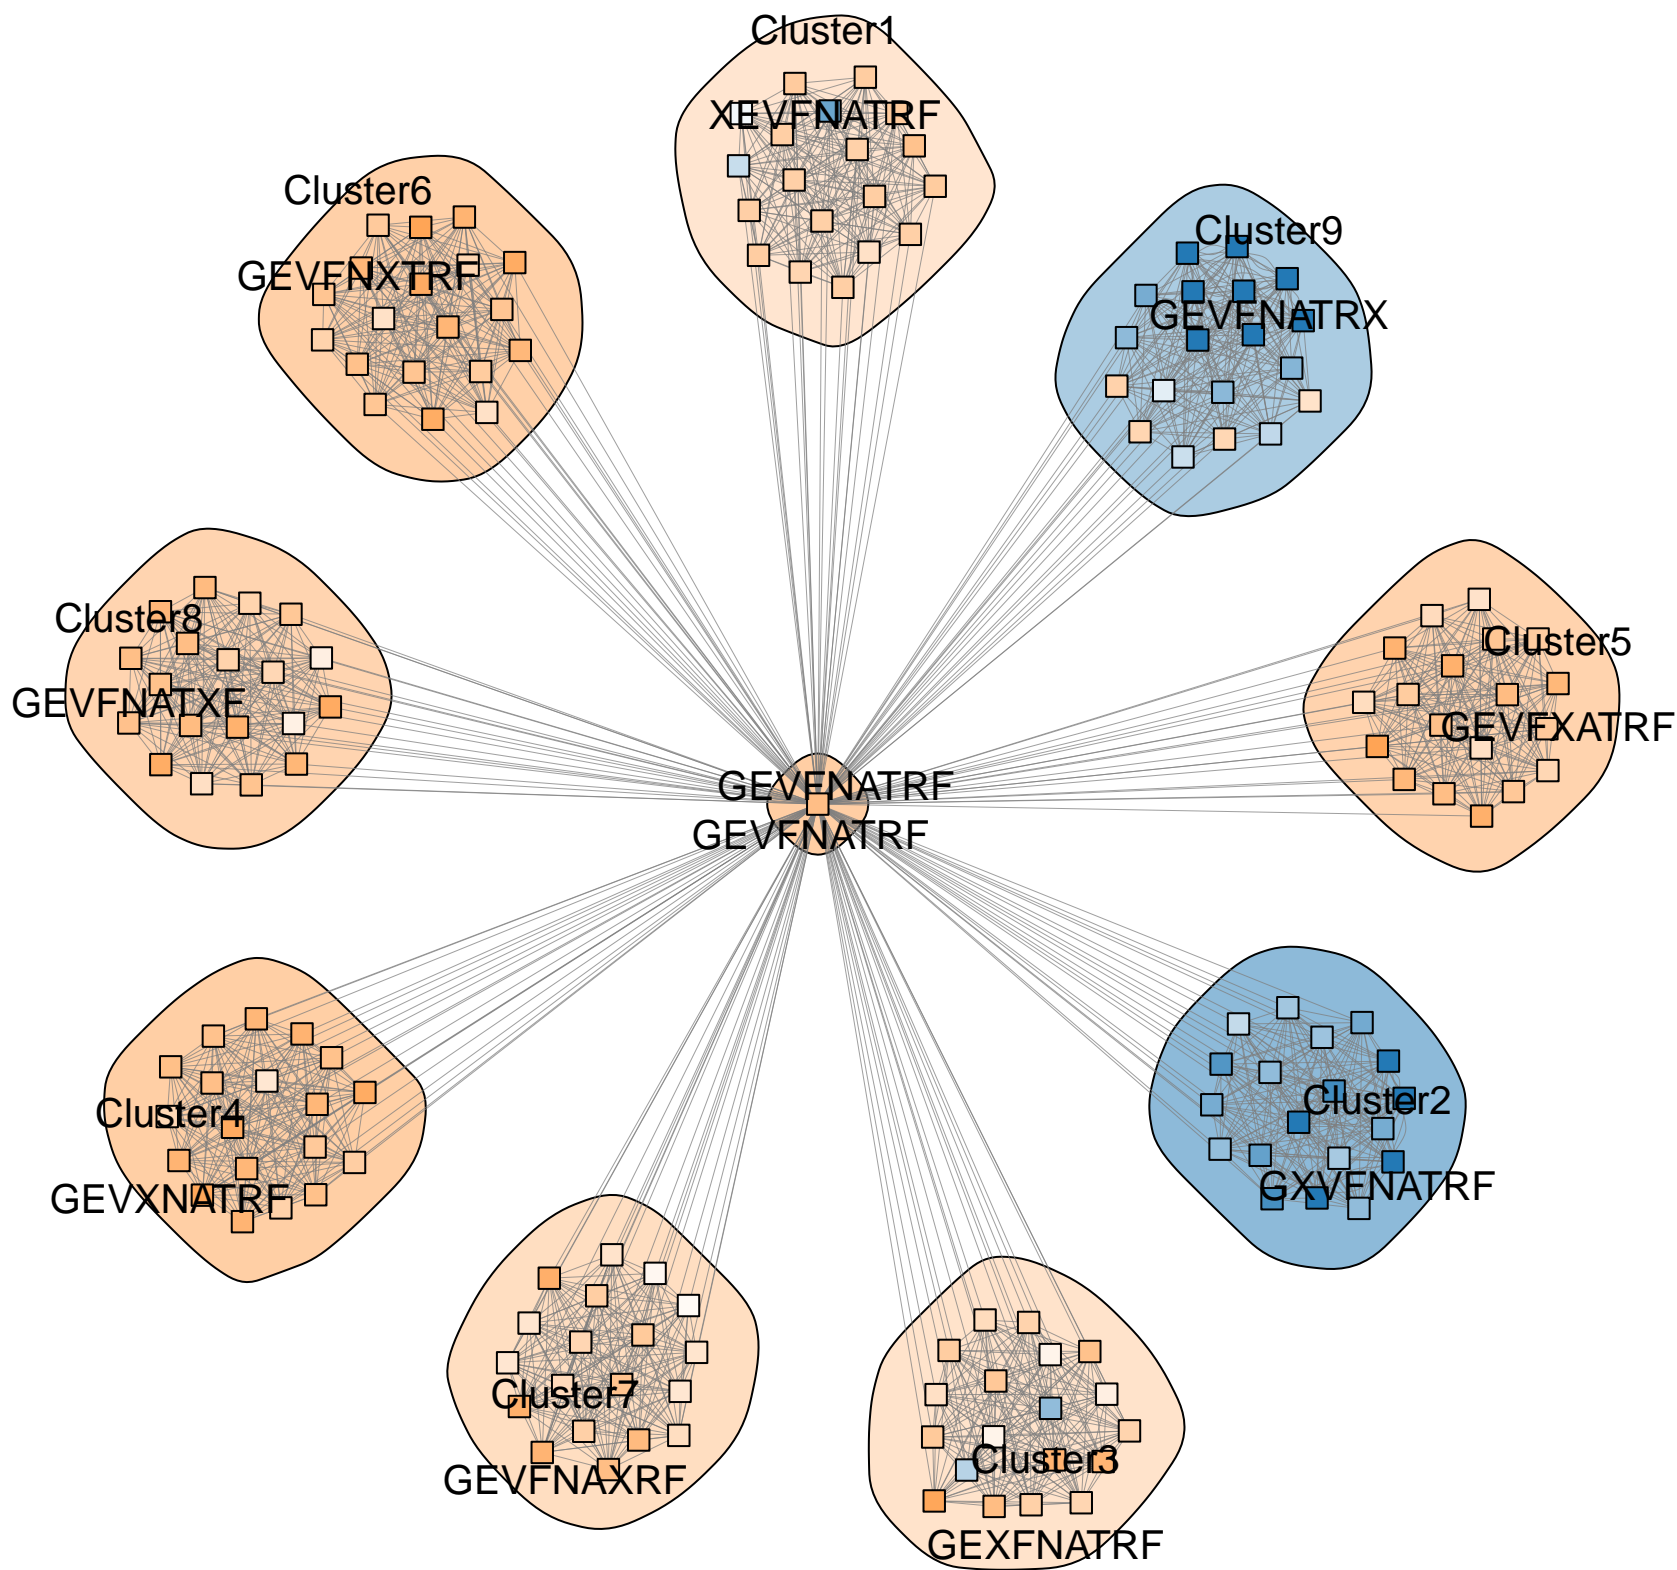 Cluster1
XEVFNATRF
Cluster6
GEVFNXTRF
Cluster9
GEVFNATRX
Cluster8
GEVFNATXF
Cluster5
GEVFXATRF
GEVFNATRF
GEVFNATRF
Cluster4
GEVXNATRF
Cluster2
GXVFNATRF
Cluster7
GEVFNAXRF
Cluster3
GEXFNATRF